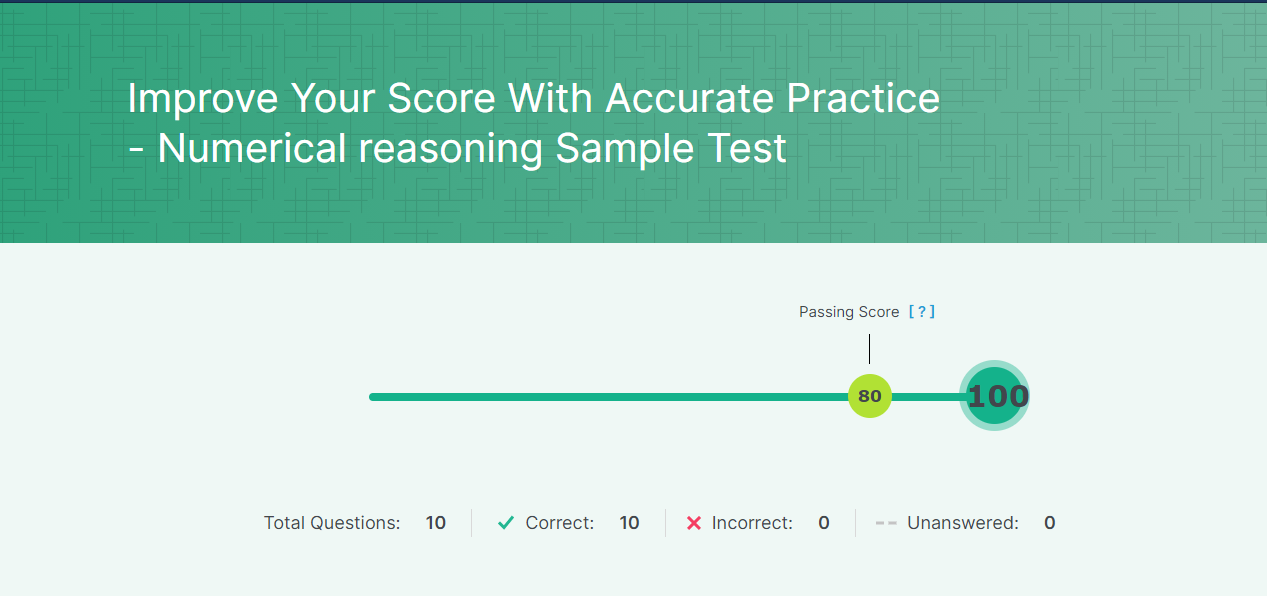 Improve Your Score With Accurate Practice
- Numerical reasoning Sample Test
Passing Score [ ? ]
80
100
Total Questions: 10 Correct: 10 Incorrect: 0 Unanswered: 0